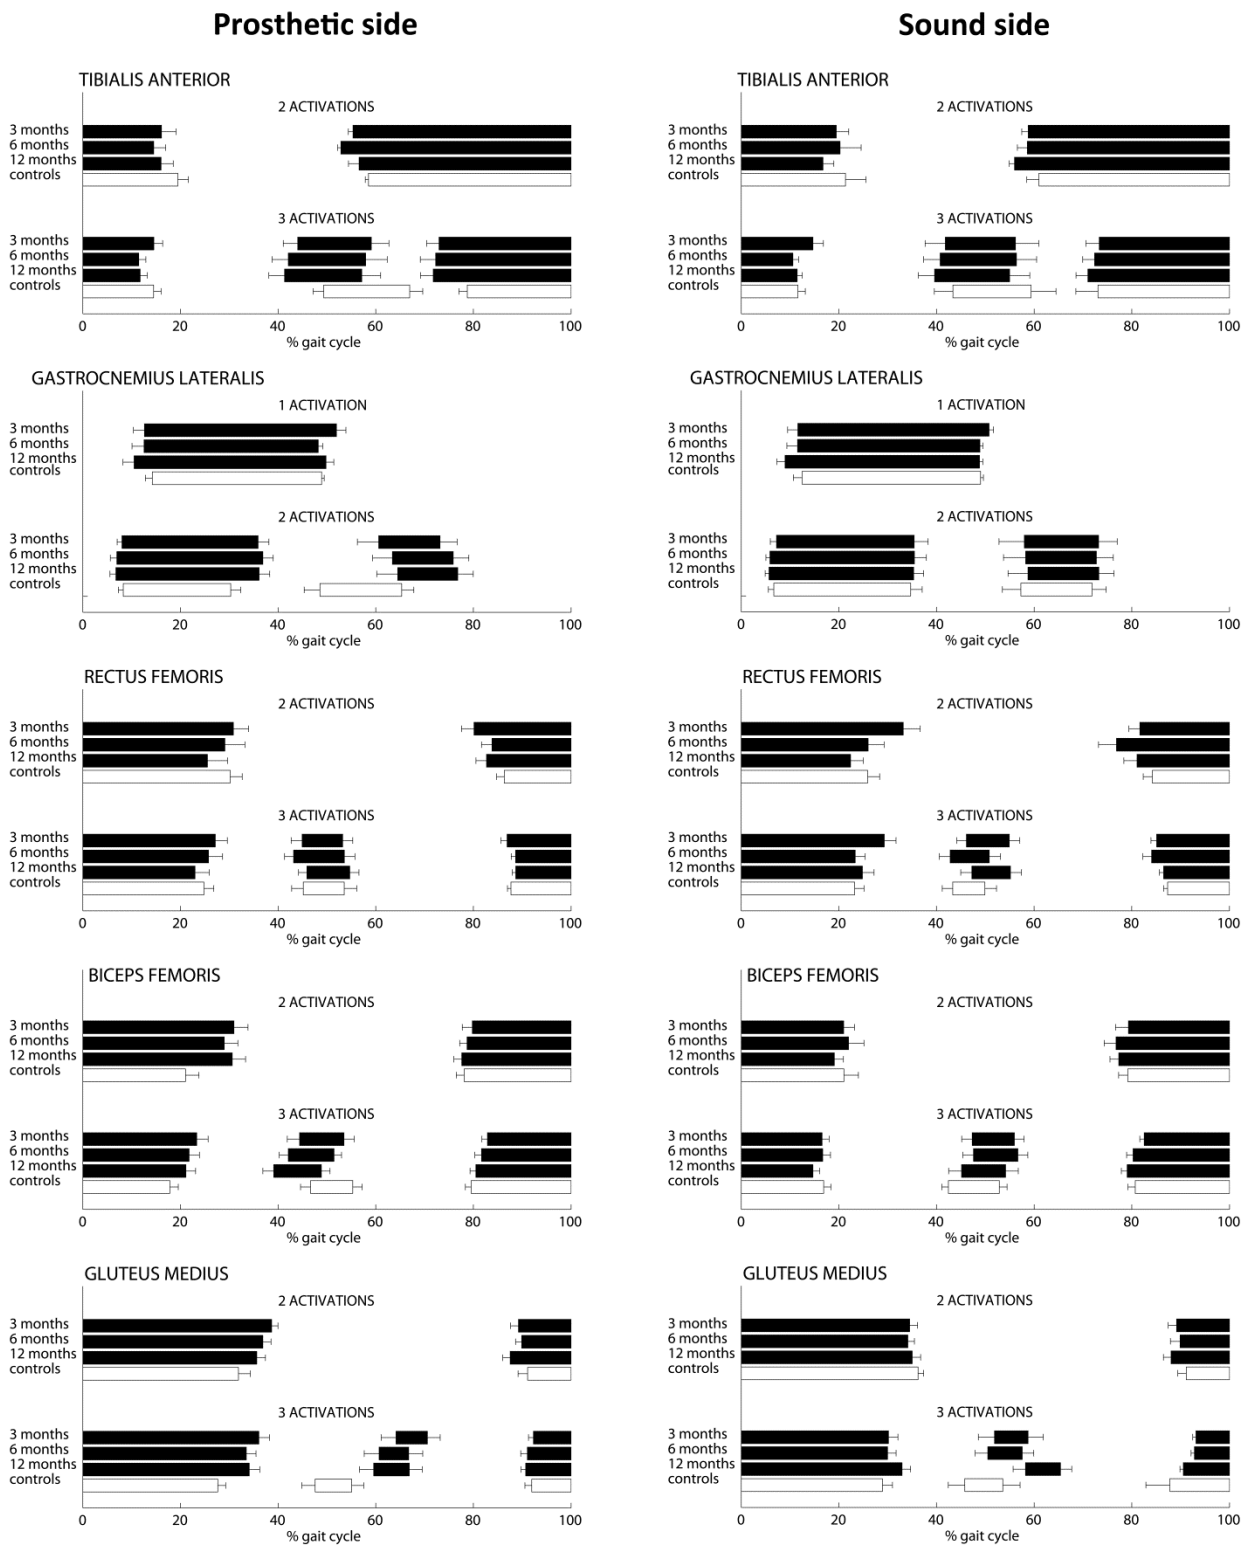 Prosthetic side
TIBIALIS ANTERIOR
2 ACTIVATIONS
3 months
6 months
12 months
controls
3 ACTIVATIONS
3 months
6 months
12 months
controls
0 20 40 60 80 100
% gait cycle
GASTROCNEMIUS LATERALIS
1 ACTIVATION
3 months
6 months
12 months
controls
2 ACTIVATIONS
3 months
6 months
12 months
controls
0 20 40 60 80 100
% gait cycle
RECTUS FEMORIS
2 ACTIVATIONS
3 months
6 months
12 months
controls
3 ACTIVATIONS
3 months
6 months
12 months
controls
0 20 40 60 80 100
% gait cycle
BICEPS FEMORIS
2 ACTIVATIONS
3 months
6 months
12 months
controls
3 ACTIVATIONS
3 months
6 months
12 months
controls
0 20 40 60 80 100
% gait cycle
GLUTEUS MEDIUS
2 ACTIVATIONS
3 months
6 months
12 months
controls
3 ACTIVATIONS
3 months
6 months
12 months
controls
0 20 40 60 80 100
% gait cycle
Sound side
TIBIALIS ANTERIOR
2 ACTIVATIONS
3 months
6 months
12 months
controls
3 ACTIVATIONS
3 months
6 months
12 months
controls
0 20 40 60 80 100
% gait cycle
GASTROCNEMIUS LATERALIS
1 ACTIVATION
3 months
6 months
12 months
controls
2 ACTIVATIONS
3 months
6 months
12 months
controls
0 20 40 60 80 100
% gait cycle
RECTUS FEMORIS
2 ACTIVATIONS
3 months
6 months
12 months
controls
3 ACTIVATIONS
3 months
6 months
12 months
controls
0 20 40 60 80 100
% gait cycle
BICEPS FEMORIS
2 ACTIVATIONS
3 months
6 months
12 months
controls
3 ACTIVATIONS
3 months
6 months
12 months
controls
0 20 40 60 80 100
% gait cycle
GLUTEUS MEDIUS
2 ACTIVATIONS
3 months
6 months
12 months
controls
3 ACTIVATIONS
3 months
6 months
12 months
controls
0 20 40 60 80 100
% gait cycle